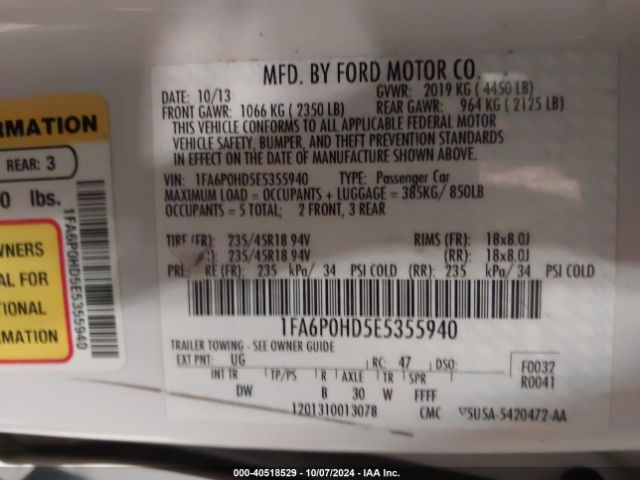 MFD. BY FORD MOTOR CO.
DATE: 10/13
GVWR: 2019 KG ( 4450 LB)
FRONT GAWR: 1066 KG ( 2350 LB)
REAR GAWR: 964 KG ( 2125 LB)
THIS VEHICLE CONFORMS TO ALL APPLICABLE FEDERAL MOTOR
VEHICLE SAFETY, BUMPER, AND THEFT PREVENTION STANDARDS
IN EFFECT ON THE DATE OF MANUFACTURE SHOWN ABOVE.
VIN: 1FA6P0HD5E5355940 TYPE: Passenger Car
MAXIMUM LOAD = OCCUPANTS + LUGGAGE = 385KG/ 850LB
OCCUPANTS = 5 TOTAL; 2 FRONT, 3 REAR
TIRE (FR): 235/45R18 94V RIMS (FR): 18x8.0J
235/45R18 94V (RR): 18x8.0J
PRE RE (FR): 235 kPa/ 34 PSI COLD (RR): 235 kPa/ 34 PSI COLD
1FA6P0HD5E5355940
TRAILER TOWING - SEE OWNER GUIDE
EXT PNT: UG RC: 47 DSO:
F0032
R0041
INT TR TP/PS R AXLE TR SPR
DW B 30 W FFFF
1201310013078 CMC 5U5A-5420472-AA
ORMATION
REAR: 3
0 lbs.
1FA6P0HD5E5355940
WNERS
AL FOR
TIONAL
RMATION
000-40518529 - 10/07/2024 - IAA Inc.